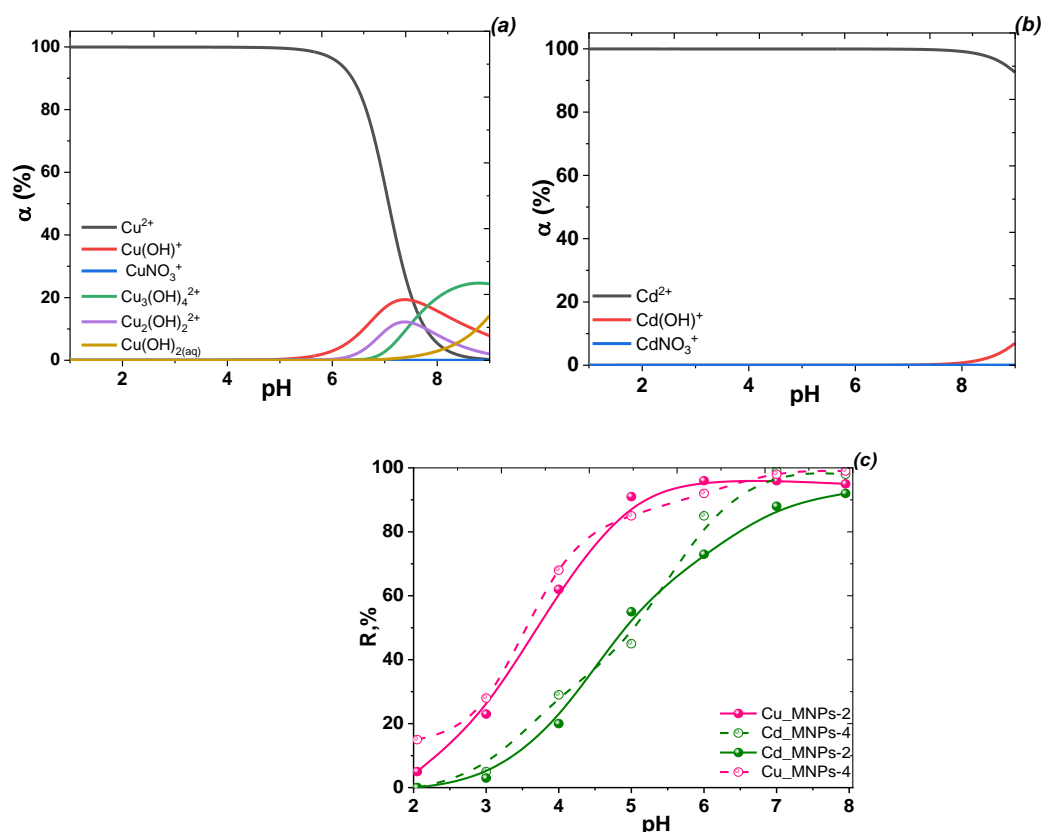 (a)
100
80
60
40
20
0
α (%)
Cu²⁺
Cu(OH)⁺
CuNO₃⁺
Cu₃(OH)₄²⁺
Cu₂(OH)₂²⁺
Cu(OH)₂₍aq₎
2 4 6 8
pH
(b)
100
80
60
40
20
0
α (%)
Cd²⁺
Cd(OH)⁺
CdNO₃⁺
2 4 6 8
pH
(c)
100
80
60
40
20
0
R,%
Cu_MNPs-2
Cd_MNPs-4
Cd_MNPs-2
Cu_MNPs-4
2 3 4 5 6 7 8
pH